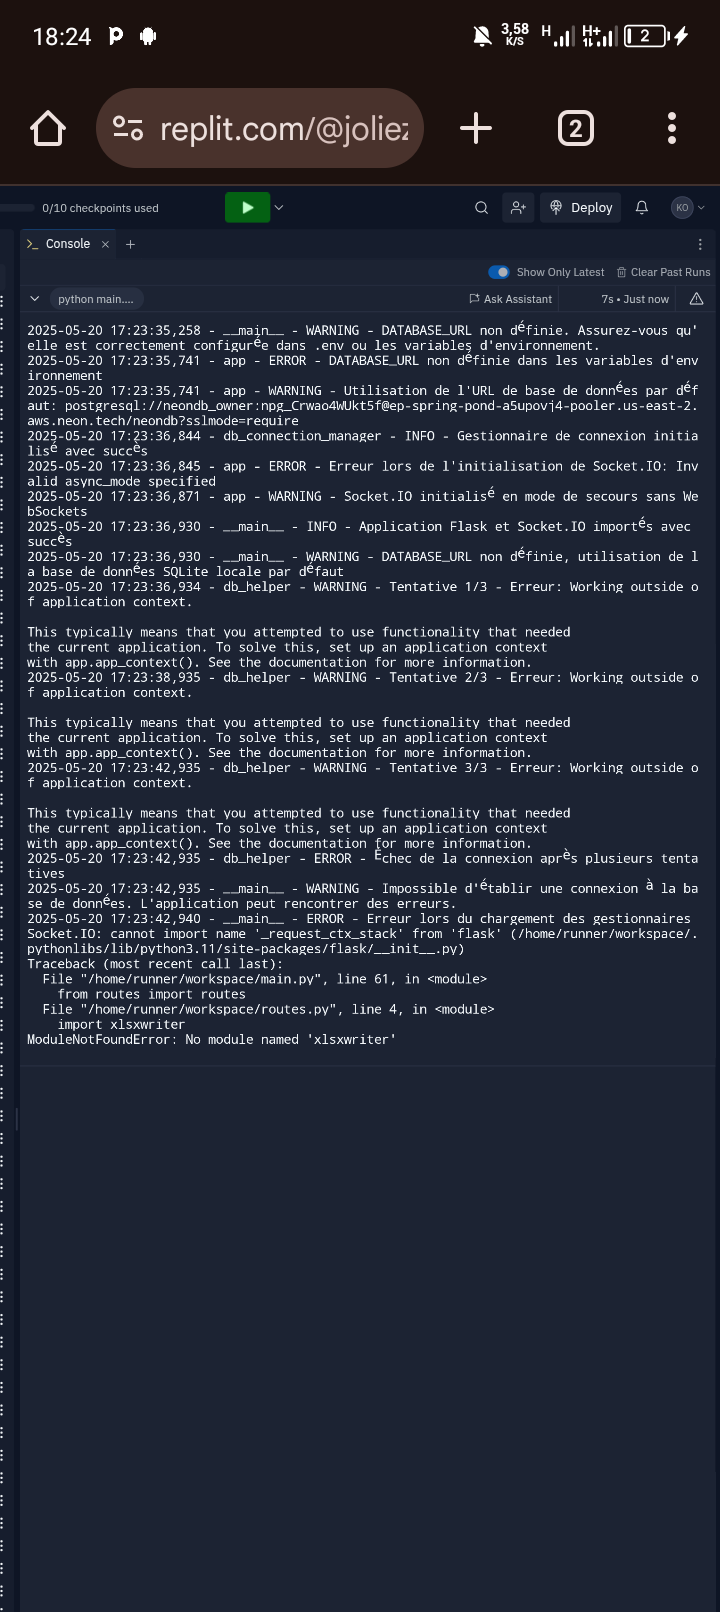 18:24
3,58
K/S
H
H+
2
replit.com/@joliez
2
0/10 checkpoints used
Deploy
KO
Console
Show Only Latest
Clear Past Runs
python main....
Ask Assistant
7s • Just now
2025-05-20 17:23:35,258 - __main__ - WARNING - DATABASE_URL non définie. Assurez-vous qu'
elle est correctement configurée dans .env ou les variables d'environnement.
2025-05-20 17:23:35,741 - app - ERROR - DATABASE_URL non définie dans les variables d'env
ironnement
2025-05-20 17:23:35,741 - app - WARNING - Utilisation de l'URL de base de données par déf
aut: postgresql://neondb_owner:npg_Crwao4WUkt5f@ep-spring-pond-a5upovj4-pooler.us-east-2.
aws.neon.tech/neondb?sslmode=require
2025-05-20 17:23:36,844 - db_connection_manager - INFO - Gestionnaire de connexion initia
lisé avec succès
2025-05-20 17:23:36,845 - app - ERROR - Erreur lors de l'initialisation de Socket.IO: Inv
alid async_mode specified
2025-05-20 17:23:36,871 - app - WARNING - Socket.IO initialisé en mode de secours sans We
bSockets
2025-05-20 17:23:36,930 - __main__ - INFO - Application Flask et Socket.IO importés avec
succès
2025-05-20 17:23:36,930 - __main__ - WARNING - DATABASE_URL non définie, utilisation de l
a base de données SQLite locale par défaut
2025-05-20 17:23:36,934 - db_helper - WARNING - Tentative 1/3 - Erreur: Working outside o
f application context.
This typically means that you attempted to use functionality that needed
the current application. To solve this, set up an application context
with app.app_context(). See the documentation for more information.
2025-05-20 17:23:38,935 - db_helper - WARNING - Tentative 2/3 - Erreur: Working outside o
f application context.
This typically means that you attempted to use functionality that needed
the current application. To solve this, set up an application context
with app.app_context(). See the documentation for more information.
2025-05-20 17:23:42,935 - db_helper - WARNING - Tentative 3/3 - Erreur: Working outside o
f application context.
This typically means that you attempted to use functionality that needed
the current application. To solve this, set up an application context
with app.app_context(). See the documentation for more information.
2025-05-20 17:23:42,935 - db_helper - ERROR - Échec de la connexion après plusieurs tenta
tives
2025-05-20 17:23:42,935 - __main__ - WARNING - Impossible d'établir une connexion à la ba
se de données. L'application peut rencontrer des erreurs.
2025-05-20 17:23:42,940 - __main__ - ERROR - Erreur lors du chargement des gestionnaires
Socket.IO: cannot import name '_request_ctx_stack' from 'flask' (/home/runner/workspace/.
pythonlibs/lib/python3.11/site-packages/flask/__init__.py)
Traceback (most recent call last):
File "/home/runner/workspace/main.py", line 61, in <module>
from routes import routes
File "/home/runner/workspace/routes.py", line 4, in <module>
import xlsxwriter
ModuleNotFoundError: No module named 'xlsxwriter'